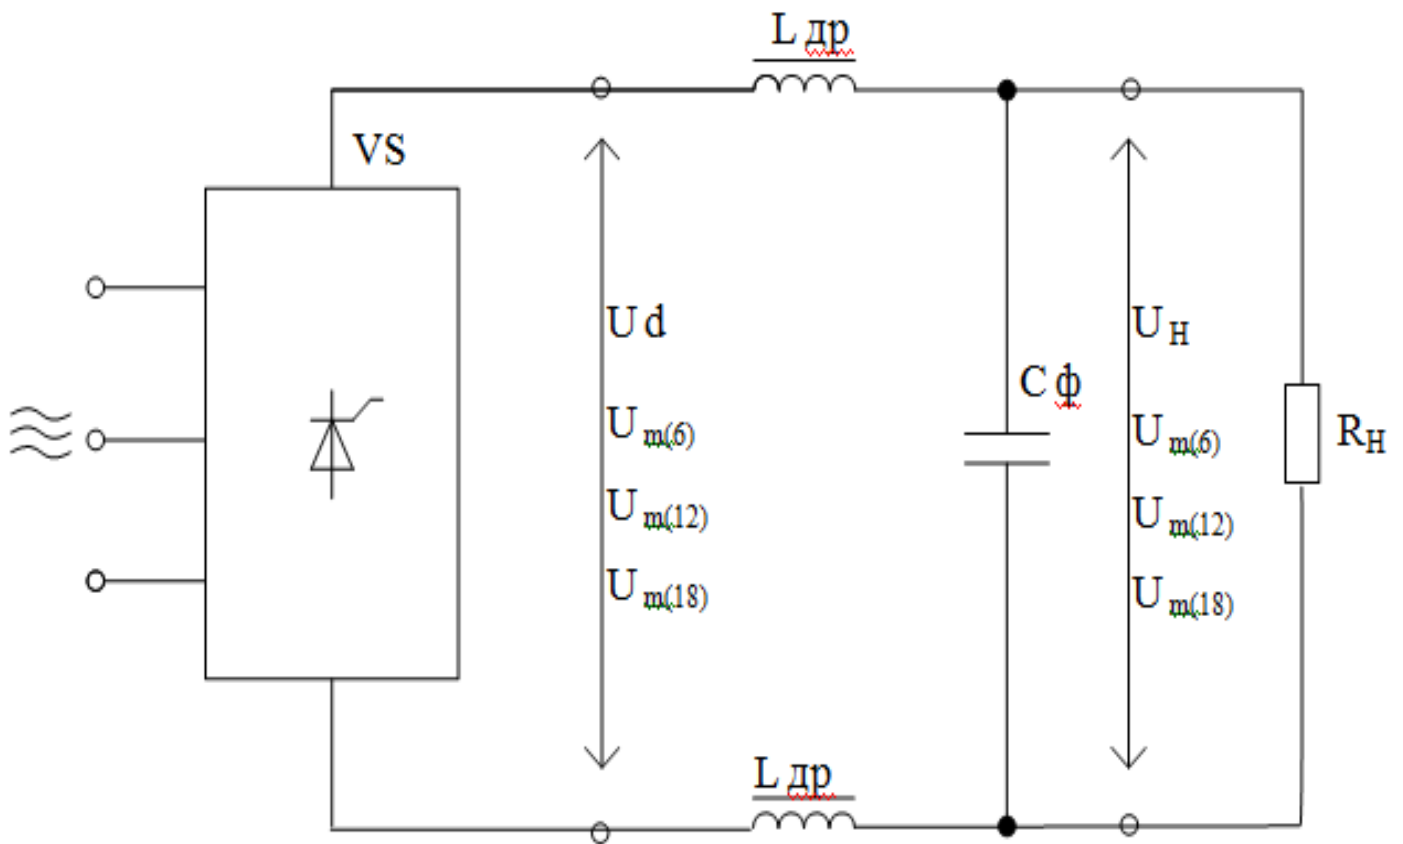 L др
VS
U d
U m(6)
U m(12)
U m(18)
C ф
U H
U m(6)
U m(12)
U m(18)
R H
L др